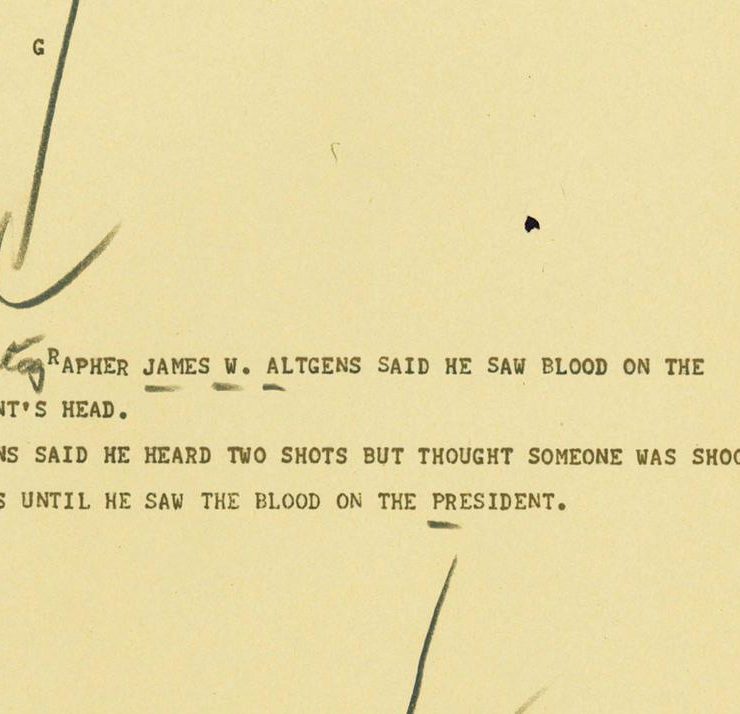 G
togRAPHER JAMES W. ALTGENS SAID HE SAW BLOOD ON THE
NT'S HEAD.
NS SAID HE HEARD TWO SHOTS BUT THOUGHT SOMEONE WAS SHOO
S UNTIL HE SAW THE BLOOD ON THE PRESIDENT.